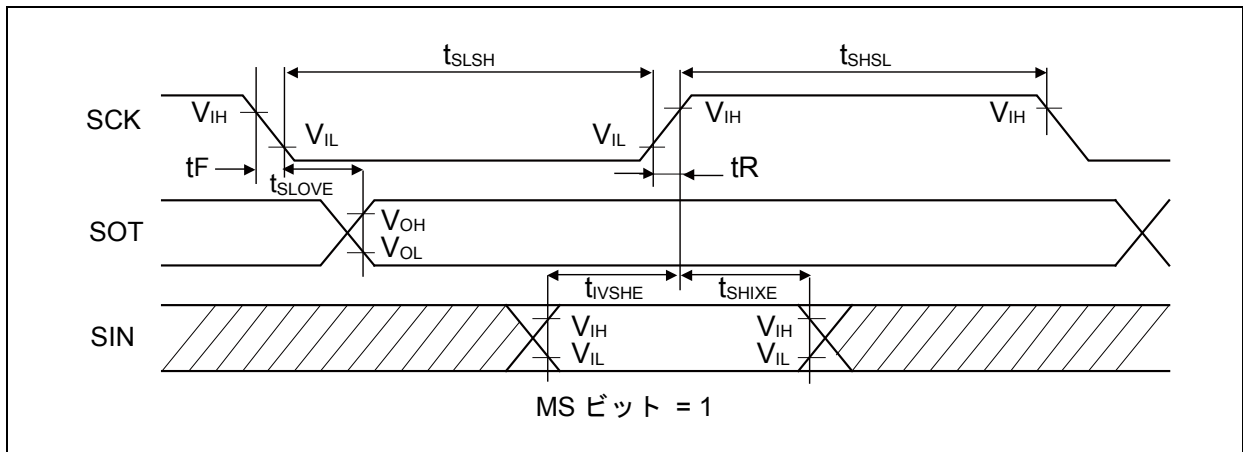 tSLSH tSHSL
SCK VIH VIL VIL VIH VIH
tF tSLOVE tR
SOT VOH
VOL
tIVSHE tSHIXE
SIN VIH VIH
VIL VIL
MS ビット = 1